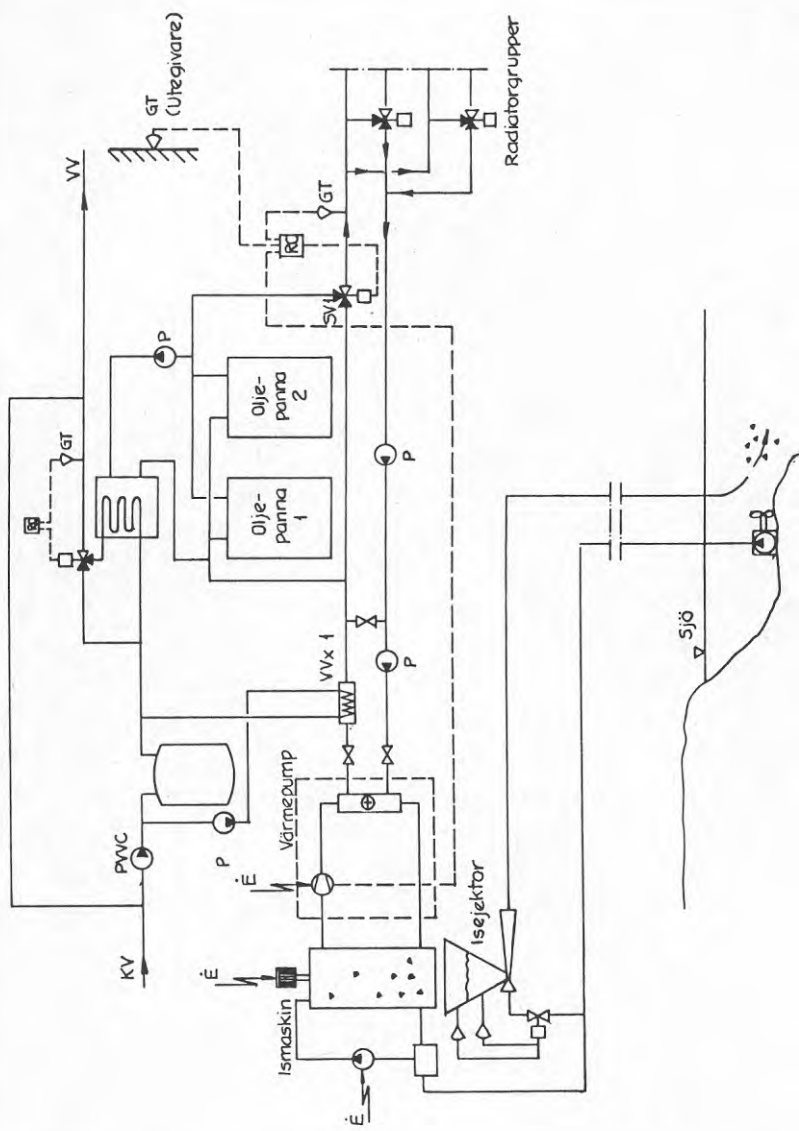 KV
PVVC
P
VV
RC
GT
P
GT
(Utegivare)
Olje-
panna
1
Olje-
panna
2
RC
GT
SV1
VVx 1
P
P
Radiatorgrupper
Värmepump
Ė
Ė
Ė
Ismaskin
Isejektor
Sjö